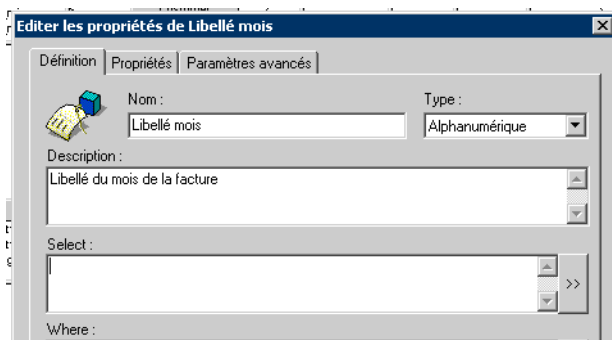 Editer les propriétés de Libellé mois
Définition Propriétés Paramètres avancés
Nom : Type :
Libellé mois Alphanumérique
Description :
Libellé du mois de la facture
Select :
>>
Where :